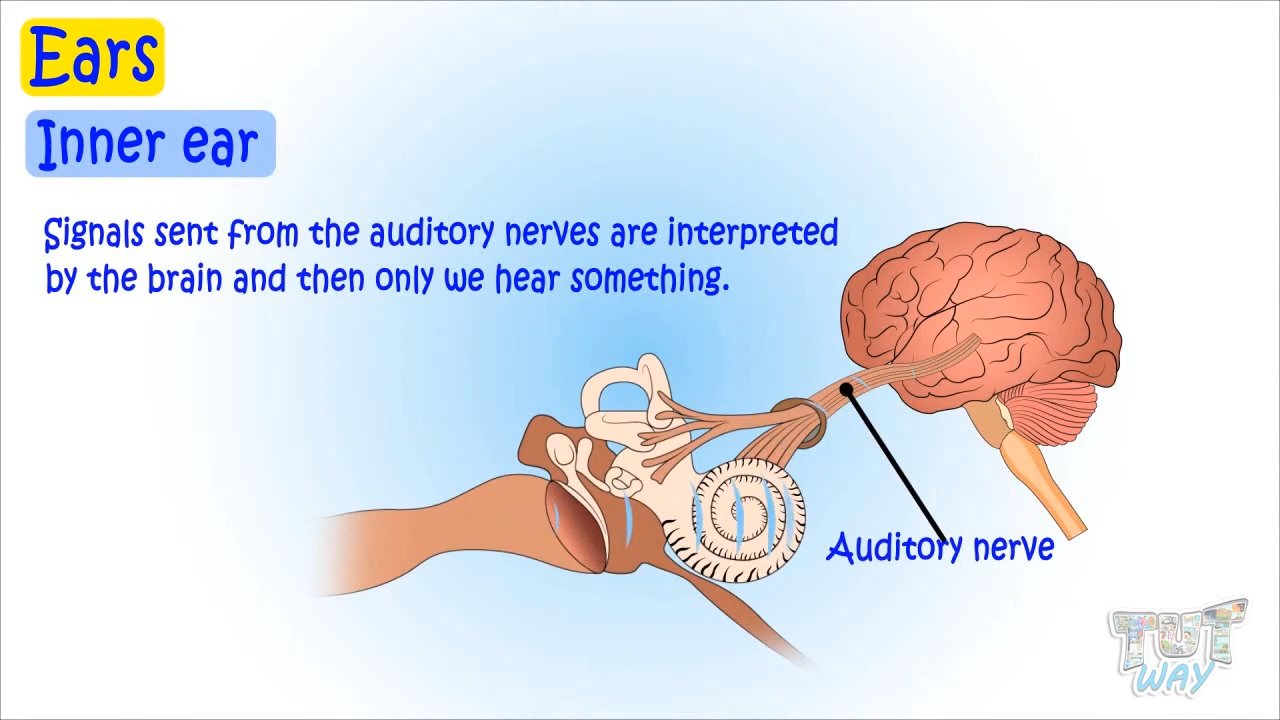 Ears
Inner ear
Signals sent from the auditory nerves are interpreted
by the brain and then only we hear something.
Auditory nerve
TUT
WAY